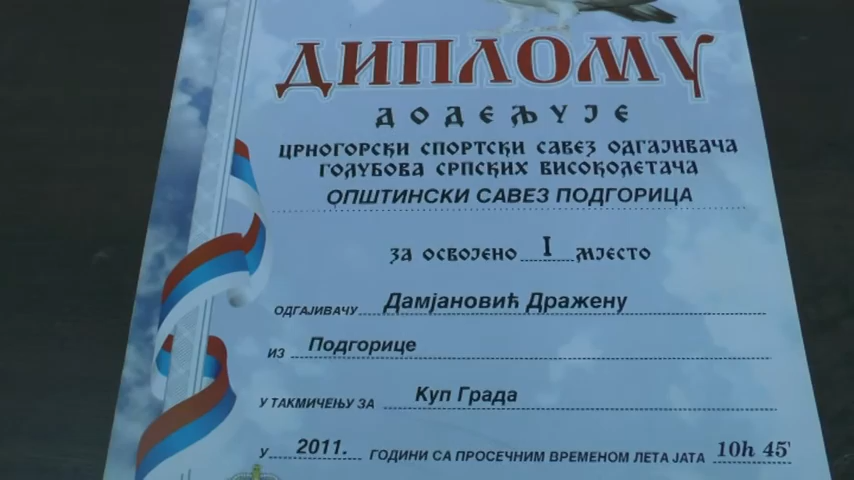 ДИПЛОМУ
ДОДЕЉУЈЕ
ЦРНОГОРСКИ СПОРТСКИ САВЕЗ ОДГАЈИВАЧА
ГОЛУБОВА СРПСКИХ ВИСОКОЛЕТАЧА
ОПШТИНСКИ САВЕЗ ПОДГОРИЦА
ЗА ОСВОЈЕНО I МЈЕСТО
ОДГАЈИВАЧУ Дамјановић Дражену
ИЗ Подгорице
У ТАКМИЧЕЊУ ЗА Куп Града
У 2011. ГОДИНИ СА ПРОСЕЧНИМ ВРЕМЕНОМ ЛЕТА ЈАТА 10h 45'